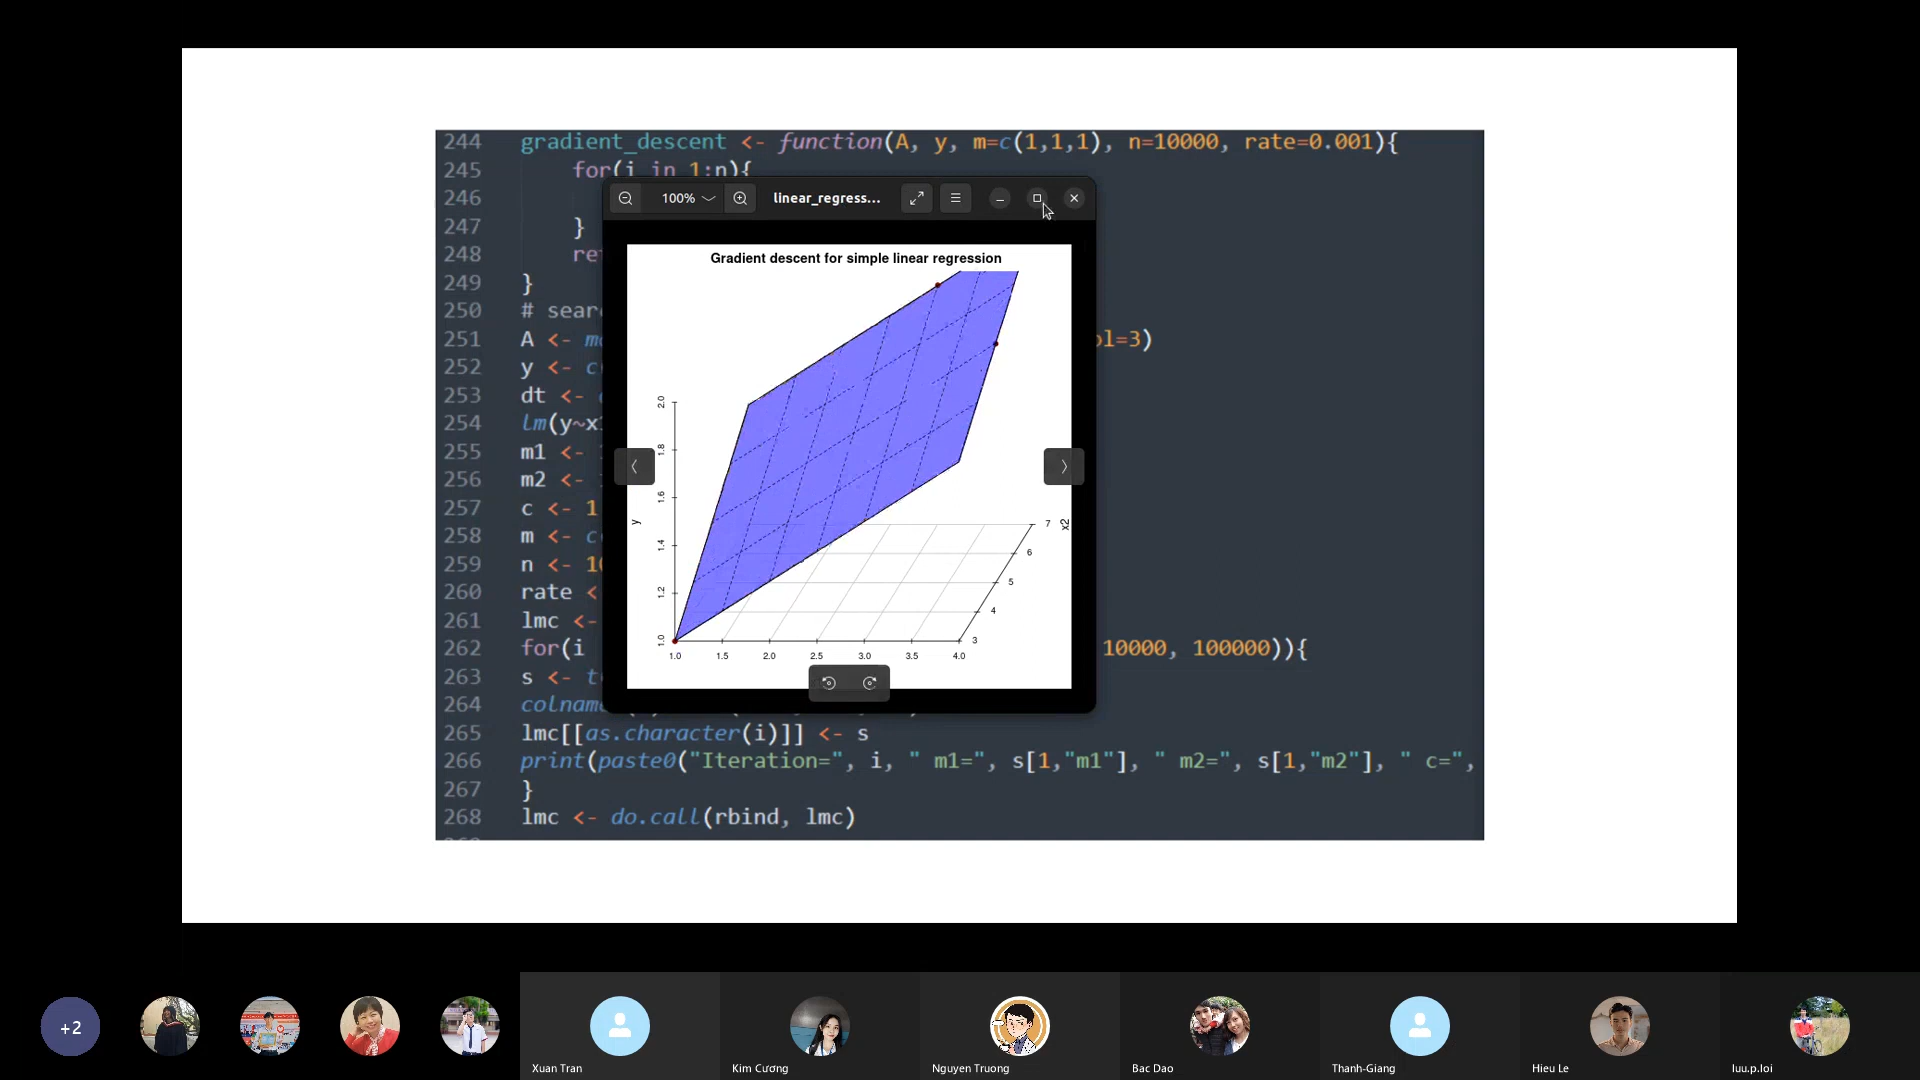 244 gradient_descent <- function(A, y, m=c(1,1,1), n=10000, rate=0.001){
245 for(i in 1:n){
246
100% linear_regress...
247 }
248 re
249 }
250 # sear
251 A <- m ol=3)
252 y <- c
253 dt <-
254 lm(y~x
255 m1 <-
256 m2 <-
257 c <- 1
258 m <- c
259 n <- 10
260 rate <
261 lmc <-
262 for(i 10000, 100000)){
263 s <- t
264 colnam
265 lmc[[as.character(i)]] <- s
266 print(paste0("Iteration=", i, " m1=", s[1,"m1"], " m2=", s[1,"m2"], " c=",
267 }
268 lmc <- do.call(rbind, lmc)
Gradient descent for simple linear regression
2.0
1.8
1.6
1.4
1.2
1.0
y
7
6
5
4
3
x2
1.0 1.5 2.0 2.5 3.0 3.5 4.0
+2
Xuan Tran
Kim Cương
Nguyen Truong
Bac Dao
Thanh-Giang
Hieu Le
luu.p.loi